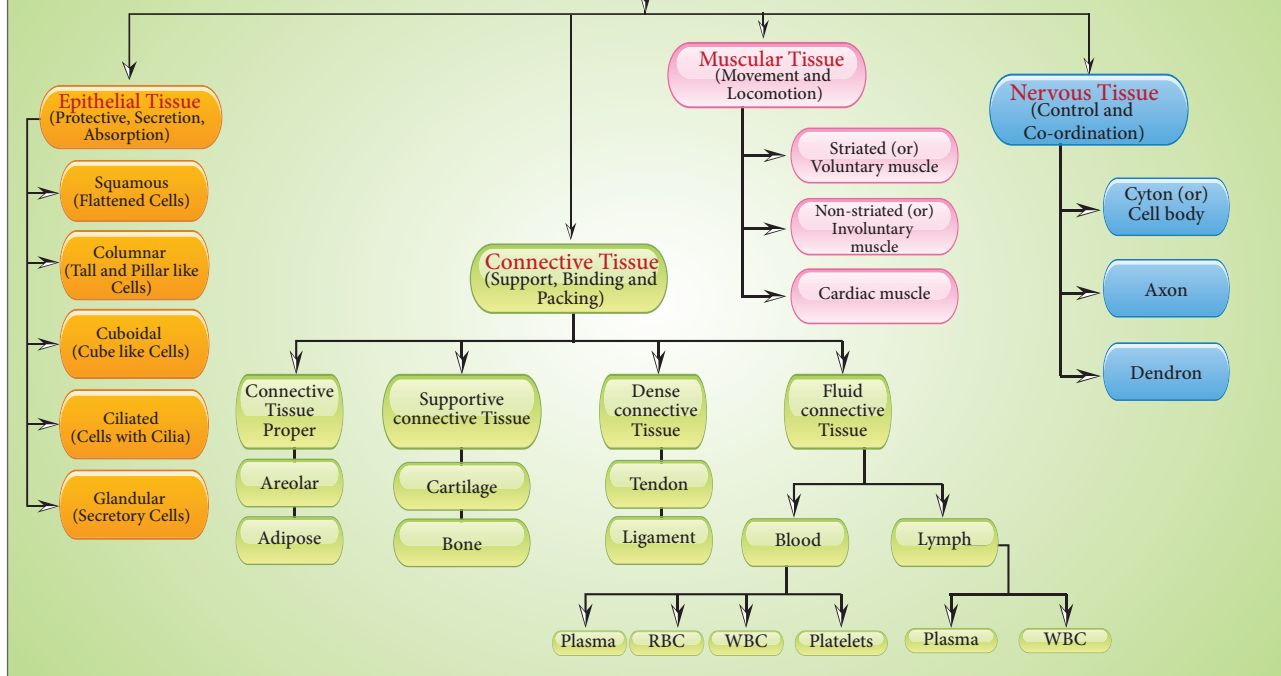 Epithelial Tissue
(Protective, Secretion,
Absorption)
Squamous
(Flattened Cells)
Columnar
(Tall and Pillar like
Cells)
Cuboidal
(Cube like Cells)
Ciliated
(Cells with Cilia)
Glandular
(Secretory Cells)
Connective Tissue
(Support, Binding and
Packing)
Connective
Tissue
Proper
Areolar
Adipose
Supportive
connective Tissue
Cartilage
Bone
Dense
connective
Tissue
Tendon
Ligament
Fluid
connective
Tissue
Blood
Plasma
RBC
WBC
Platelets
Lymph
Plasma
WBC
Muscular Tissue
(Movement and
Locomotion)
Striated (or)
Voluntary muscle
Non-striated (or)
Involuntary
muscle
Cardiac muscle
Nervous Tissue
(Control and
Co-ordination)
Cyton (or)
Cell body
Axon
Dendron